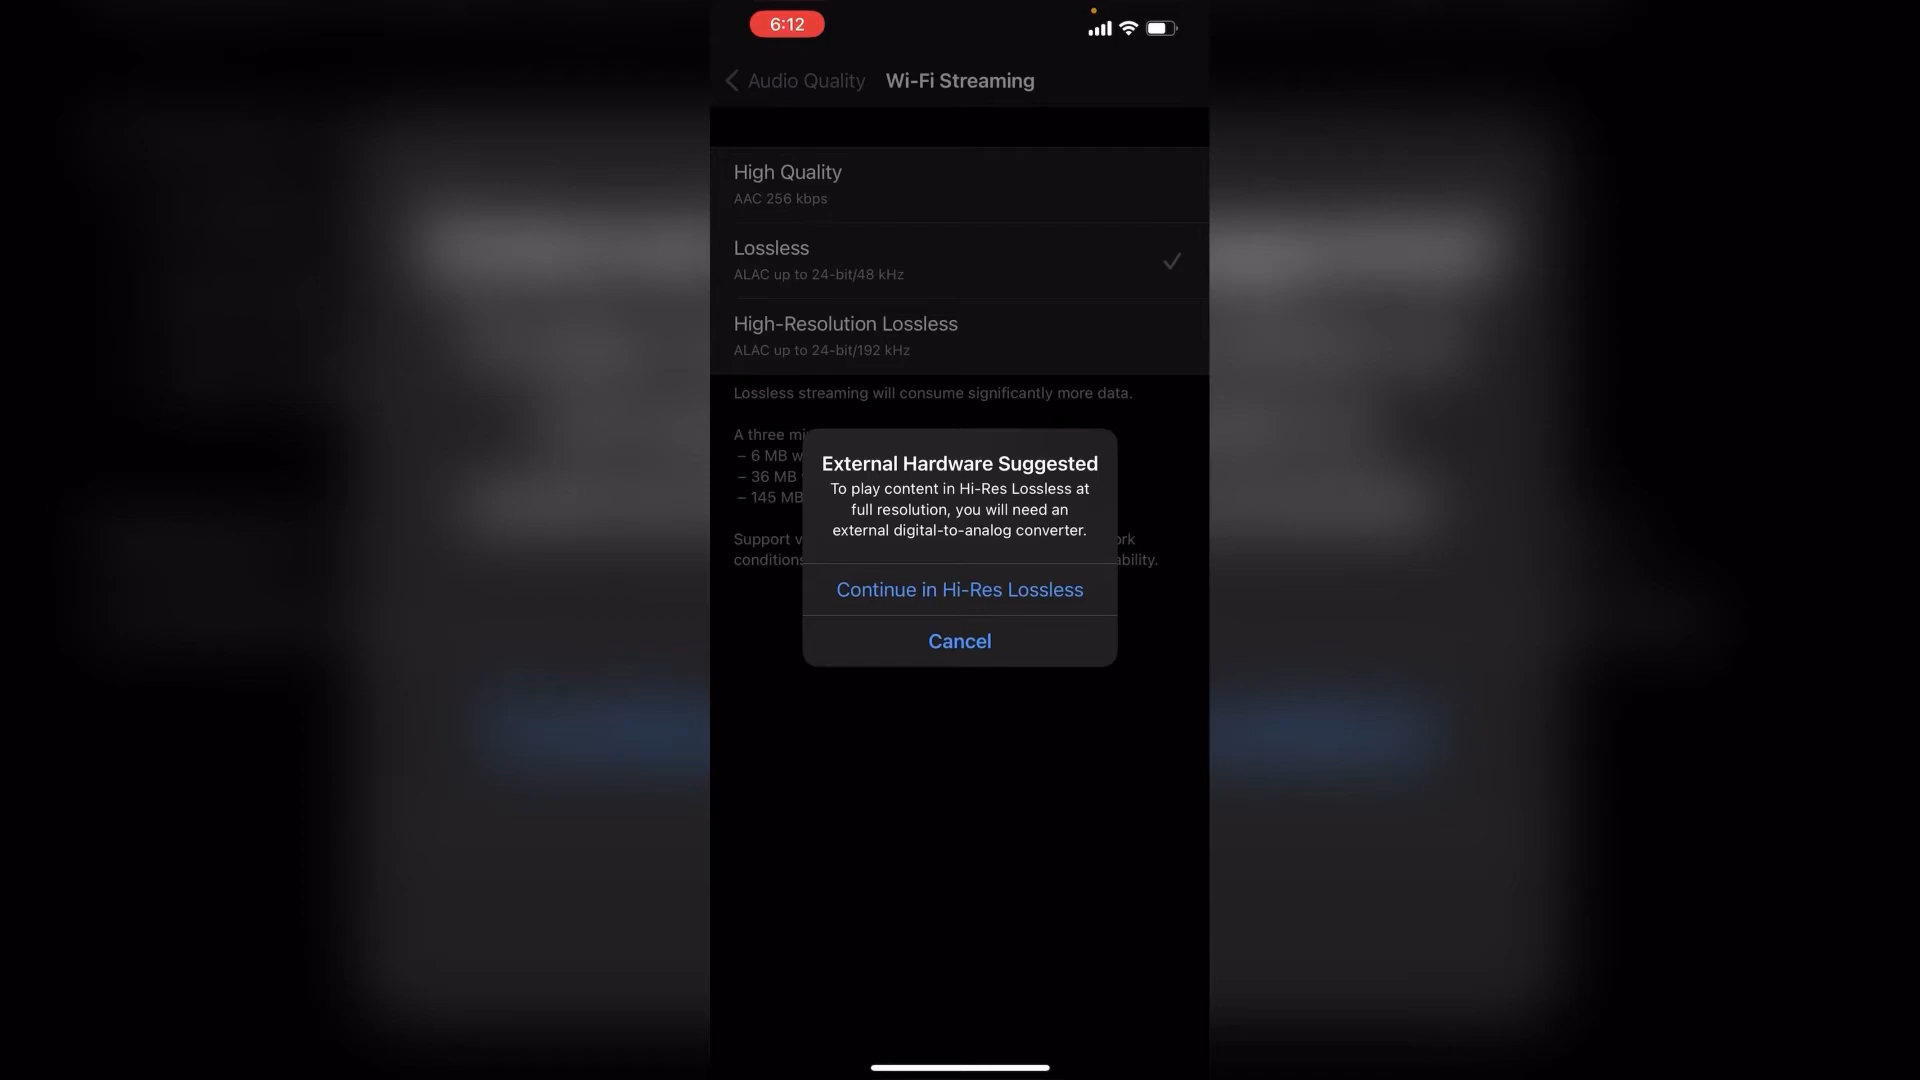 6:12
Audio Quality
Wi-Fi Streaming
High Quality
AAC 256 kbps
Lossless
ALAC up to 24-bit/48 kHz
High-Resolution Lossless
ALAC up to 24-bit/192 kHz
Lossless streaming will consume significantly more data.
A three
– 6 MB
– 36 MB
– 145 MB
Support
conditions
External Hardware Suggested
To play content in Hi-Res Lossless at
full resolution, you will need an
external digital-to-analog converter.
Continue in Hi-Res Lossless
Cancel